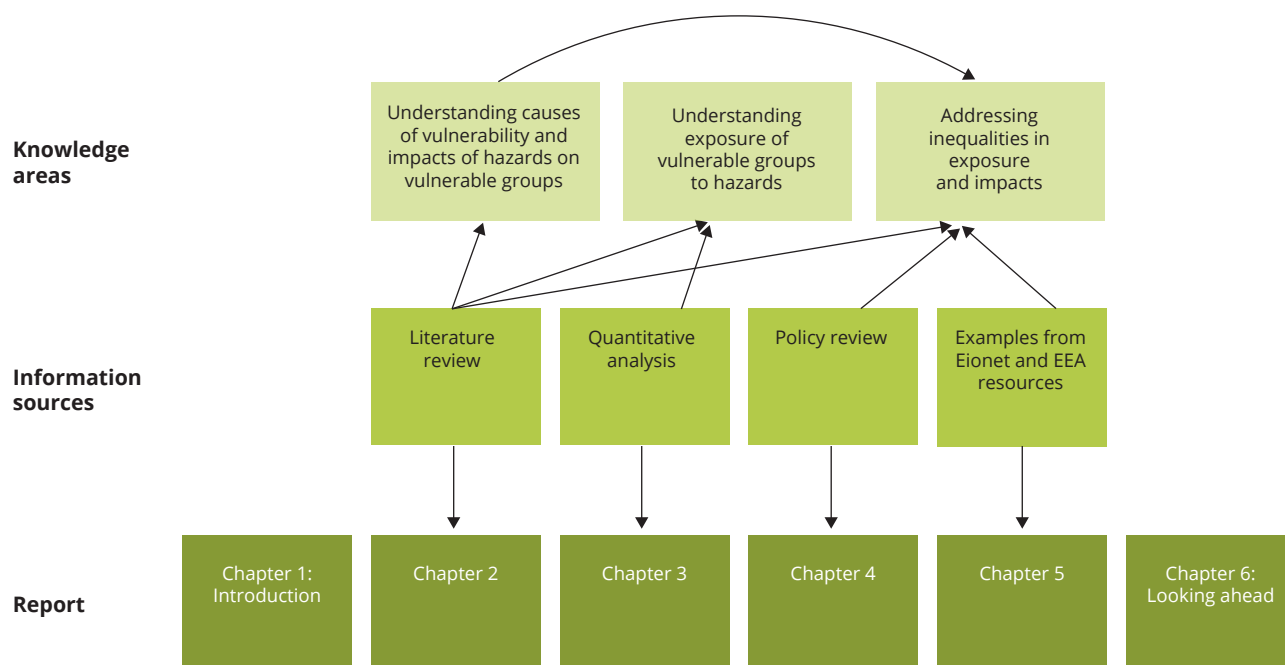 Knowledge
areas
Understanding causes
of vulnerability and
impacts of hazards on
vulnerable groups
Understanding
exposure of
vulnerable groups
to hazards
Addressing
inequalities in
exposure
and impacts
Information
sources
Literature
review
Quantitative
analysis
Policy review
Examples from
Eionet and EEA
resources
Report
Chapter 1:
Introduction
Chapter 2
Chapter 3
Chapter 4
Chapter 5
Chapter 6:
Looking ahead